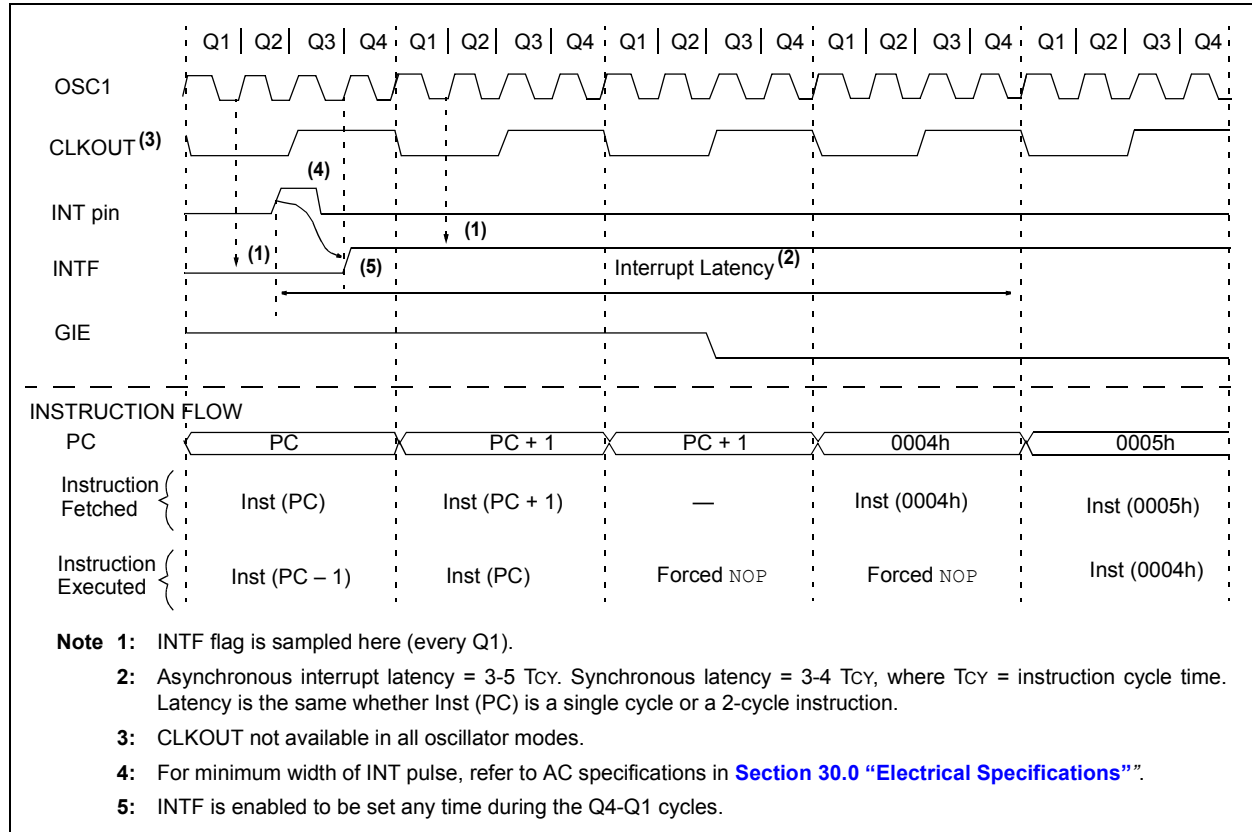 Q1 Q2 Q3 Q4 Q1 Q2 Q3 Q4 Q1 Q2 Q3 Q4 Q1 Q2 Q3 Q4 Q1 Q2 Q3 Q4
OSC1
CLKOUT (3)
(4)
INT pin
(1)
(1)
INTF
(5)
Interrupt Latency (2)
GIE
INSTRUCTION FLOW
PC PC PC + 1 PC + 1 0004h 0005h
Instruction
Fetched
Inst (PC) Inst (PC + 1) — Inst (0004h) Inst (0005h)
Instruction
Executed
Inst (PC – 1) Inst (PC) Forced NOP Forced NOP Inst (0004h)
Note 1: INTF flag is sampled here (every Q1).
2: Asynchronous interrupt latency = 3-5 TCY. Synchronous latency = 3-4 TCY, where TCY = instruction cycle time.
Latency is the same whether Inst (PC) is a single cycle or a 2-cycle instruction.
3: CLKOUT not available in all oscillator modes.
4: For minimum width of INT pulse, refer to AC specifications in Section 30.0 “Electrical Specifications””.
5: INTF is enabled to be set any time during the Q4-Q1 cycles.